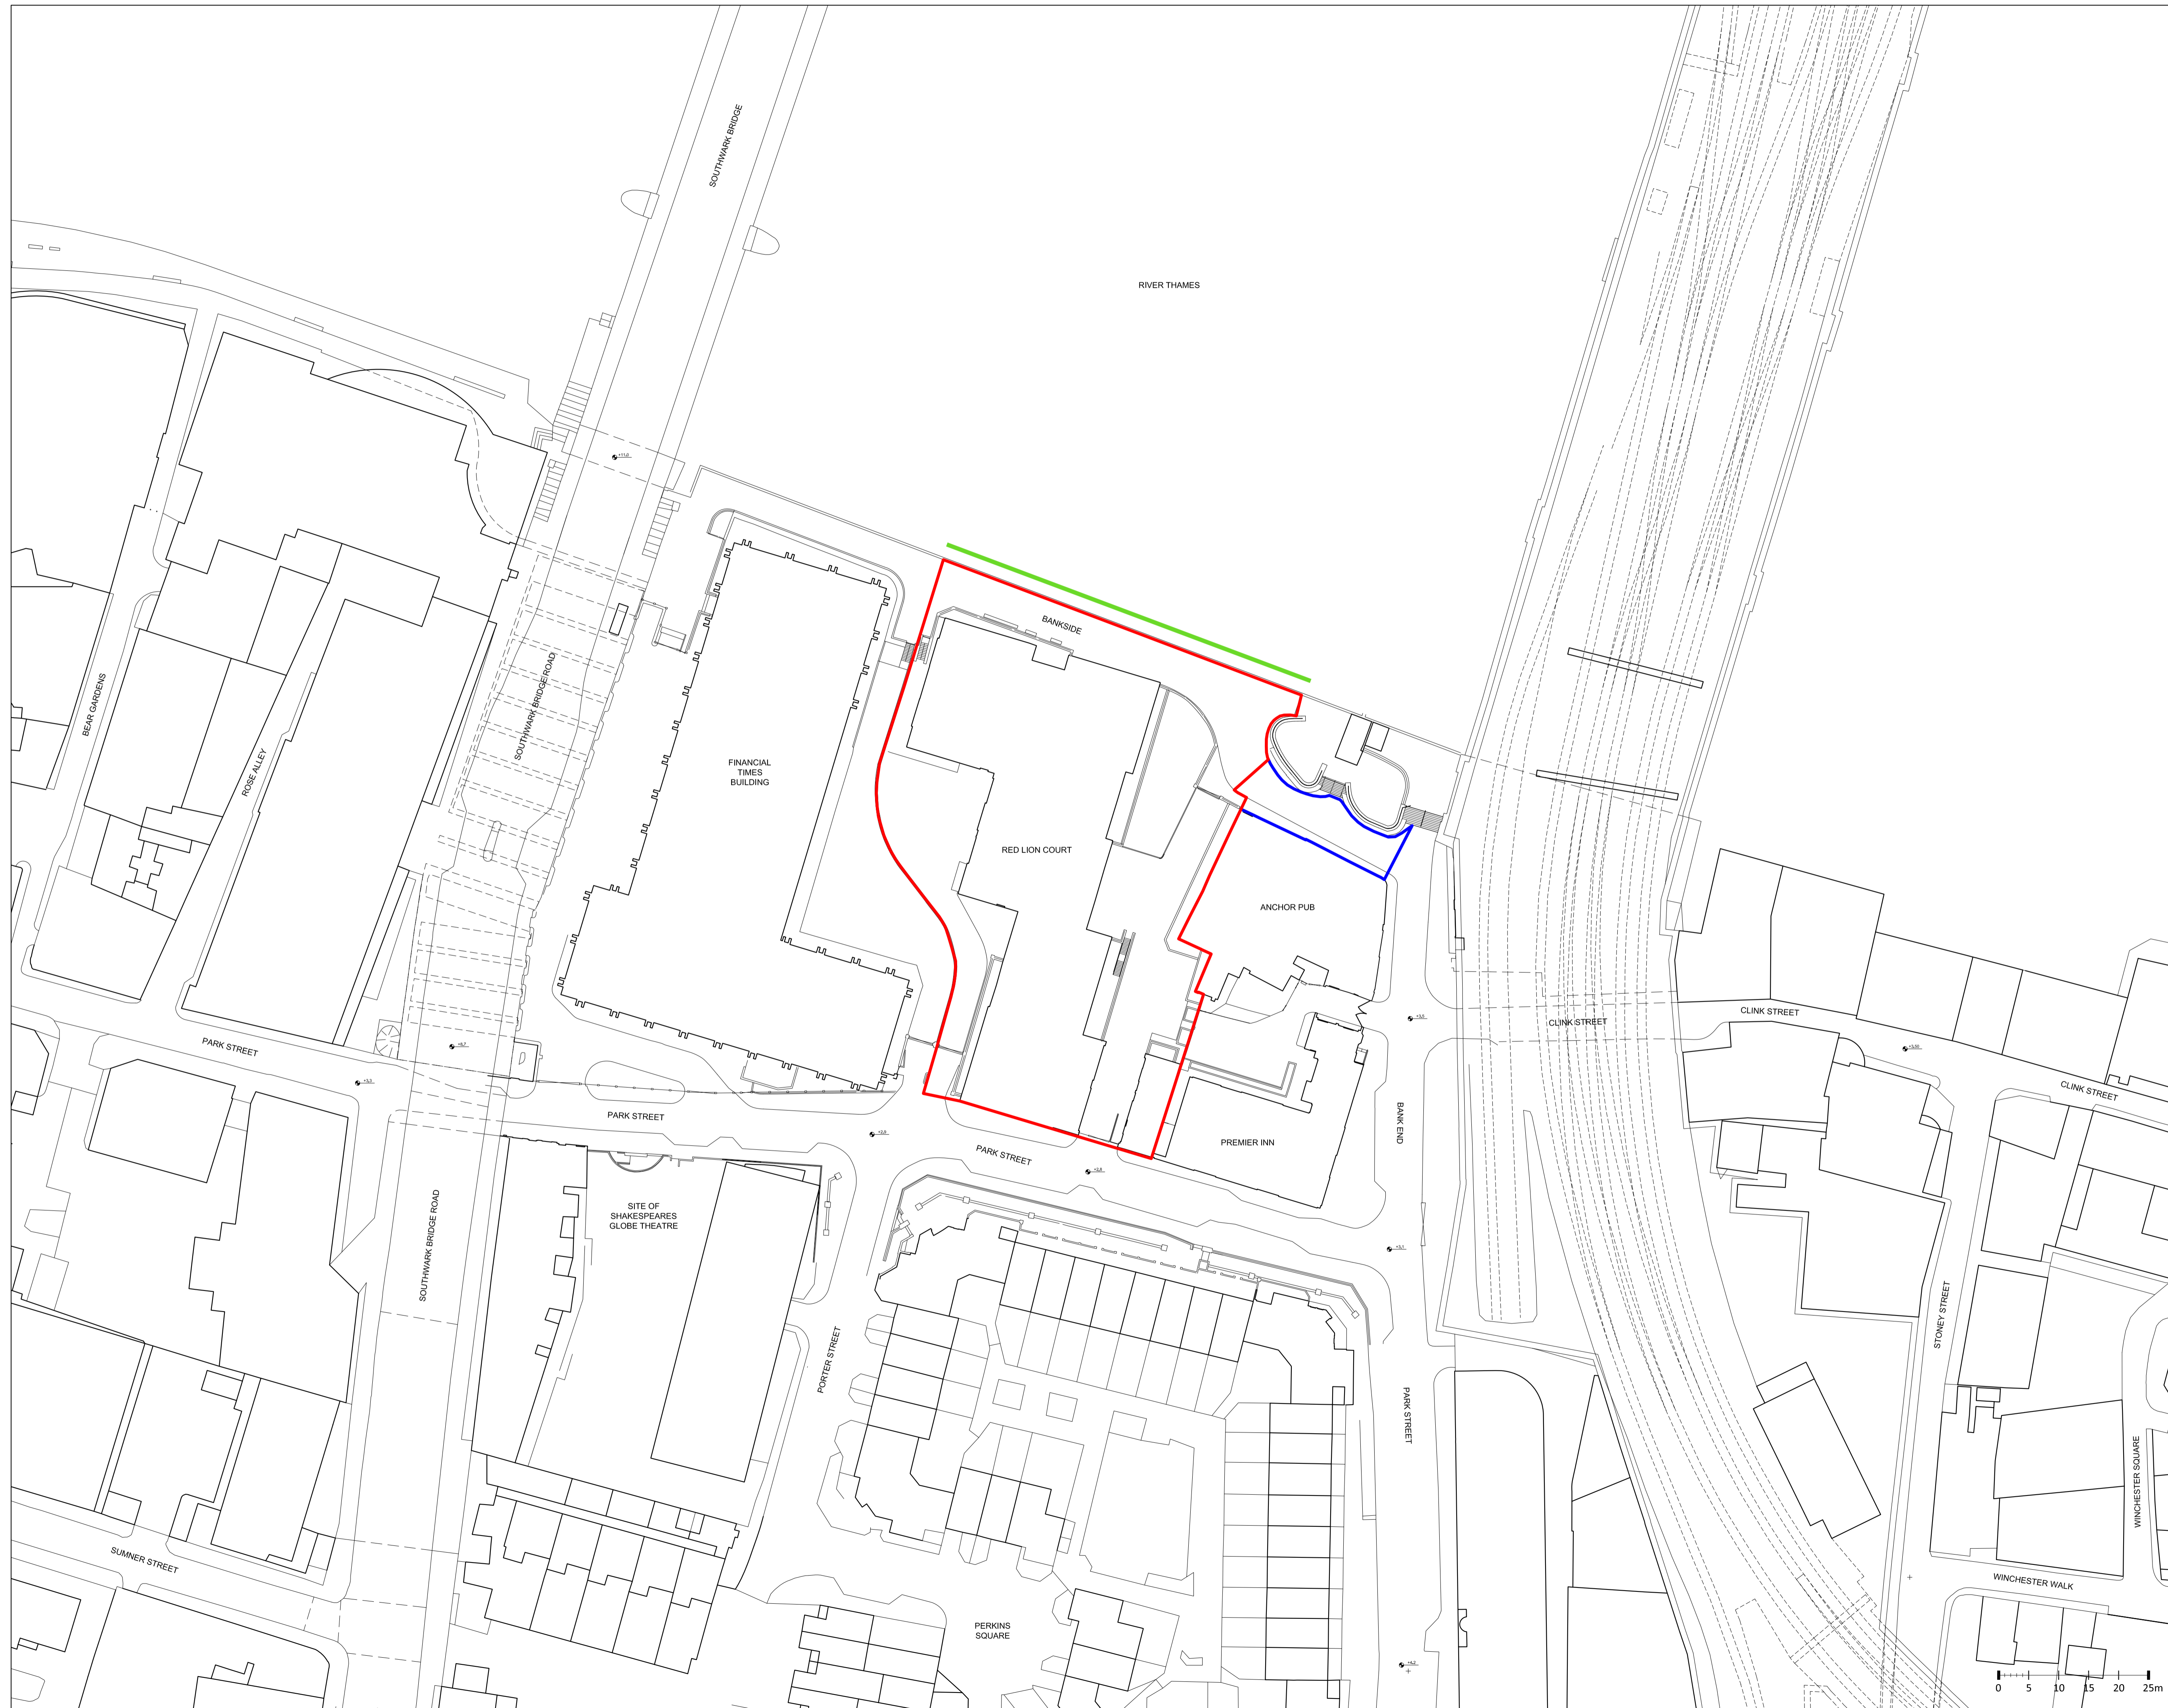 SOUTHWARK BRIDGE
RIVER THAMES
+11,0
BANKSIDE
BEAR GARDENS
ROSE ALLEY
SOUTHWARK BRIDGE ROAD
FINANCIAL
TIMES
BUILDING
RED LION COURT
ANCHOR PUB
CLINK STREET
CLINK STREET
CLINK STREET
PARK STREET
PARK STREET
PARK STREET
BANK END
PREMIER INN
SITE OF
SHAKESPEARES
GLOBE THEATRE
SOUTHWARK BRIDGE ROAD
PORTER STREET
PARK STREET
STONEY STREET
WINCHESTER SQUARE
SUMNER STREET
WINCHESTER WALK
PERKINS
SQUARE
0 5 10 15 20 25m